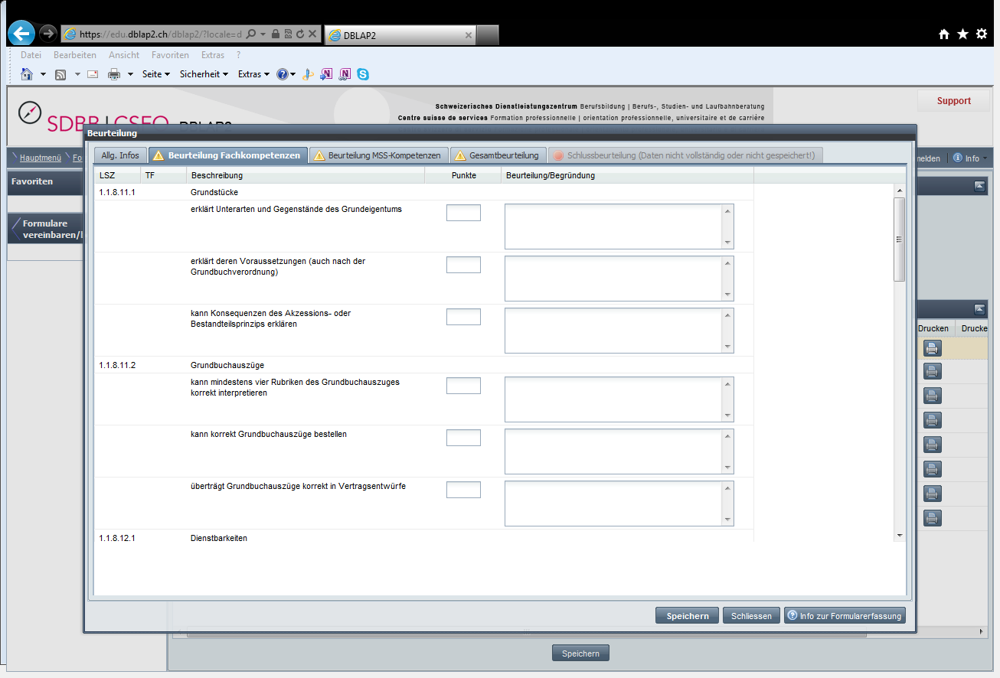 https://edu.dblap2.ch/dblap2/?locale=d
DBLAP2
Datei Bearbeiten Ansicht Favoriten Extras ?
Seite Sicherheit Extras
Schweizerisches Dienstleistungszentrum Berufsbildung | Berufs-, Studien- und Laufbahnberatung
Centre suisse de services Formation professionnelle | orientation professionnelle, universitaire et de carrière
Support
SDBB | CSFO DBLAP2
Beurteilung
Hauptmenü Fo
nelden Info
Allg. Infos Beurteilung Fachkompetenzen Beurteilung MSS-Kompetenzen Gesamtbeurteilung Schlussbeurteilung (Daten nicht vollständig oder nicht gespeichert!)
Favoriten
LSZ TF Beschreibung Punkte Beurteilung/Begründung
1.1.8.11.1 Grundstücke
erklärt Unterarten und Gegenstände des Grundeigentums
Formulare
vereinbaren/
erklärt deren Voraussetzungen (auch nach der
Grundbuchverordnung)
kann Konsequenzen des Akzessions- oder
Bestandteilsprinzips erklären
Drucken Drucke
1.1.8.11.2 Grundbuchauszüge
kann mindestens vier Rubriken des Grundbuchauszuges
korrekt interpretieren
kann korrekt Grundbuchauszüge bestellen
überträgt Grundbuchauszüge korrekt in Vertragsentwürfe
1.1.8.12.1 Dienstbarkeiten
Speichern Schliessen Info zur Formularerfassung
Speichern